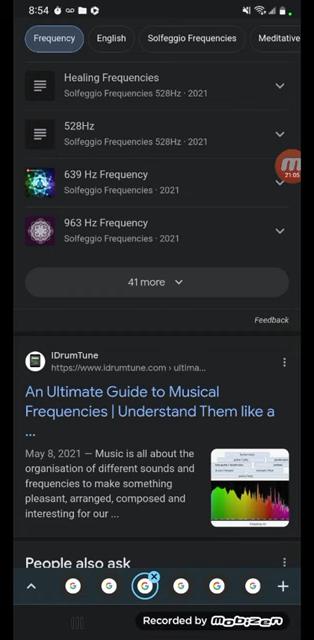 8:54
Frequency English Solfeggio Frequencies Meditative
Healing Frequencies
Solfeggio Frequencies 528Hz · 2021
528Hz
Solfeggio Frequencies 528Hz · 2021
639 Hz Frequency
Solfeggio Frequencies · 2021
21:05
963 Hz Frequency
Solfeggio Frequencies · 2021
41 more
Feedback
IDrumTune
https://www.idrumtune.com › ultima...
An Ultimate Guide to Musical
Frequencies | Understand Them like a
...
May 8, 2021 — Music is all about the
organisation of different sounds and
frequencies to make something
pleasant, arranged, composed and
interesting for our ...
People also ask
Recorded by Mobizen